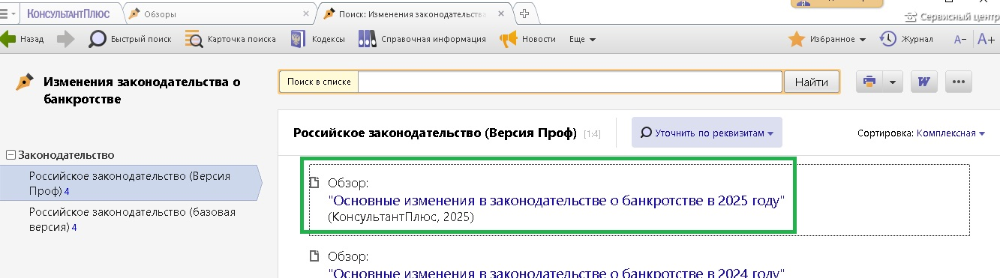 КОНСУЛЬТАНТПЛЮС
Обзоры
Поиск: Изменения законодательства
Сервисный центр
Назад
Быстрый поиск
Карточка поиска
Кодексы
Справочная информация
Новости
Еще
Избранное
Журнал
А−
А+
Изменения законодательства о
банкротстве
Поиск в списке
Найти
W
Российское законодательство (Версия Проф) [1:4]
Уточнить по реквизитам
Сортировка: Комплексная
Законодательство
Российское законодательство (Версия
Проф) 4
Российское законодательство (базовая
версия) 4
Обзор:
"Основные изменения в законодательстве о банкротстве в 2025 году"
(КонсультантПлюс, 2025)
Обзор:
"Основные изменения в законодательстве о банкротстве в 2024 году"